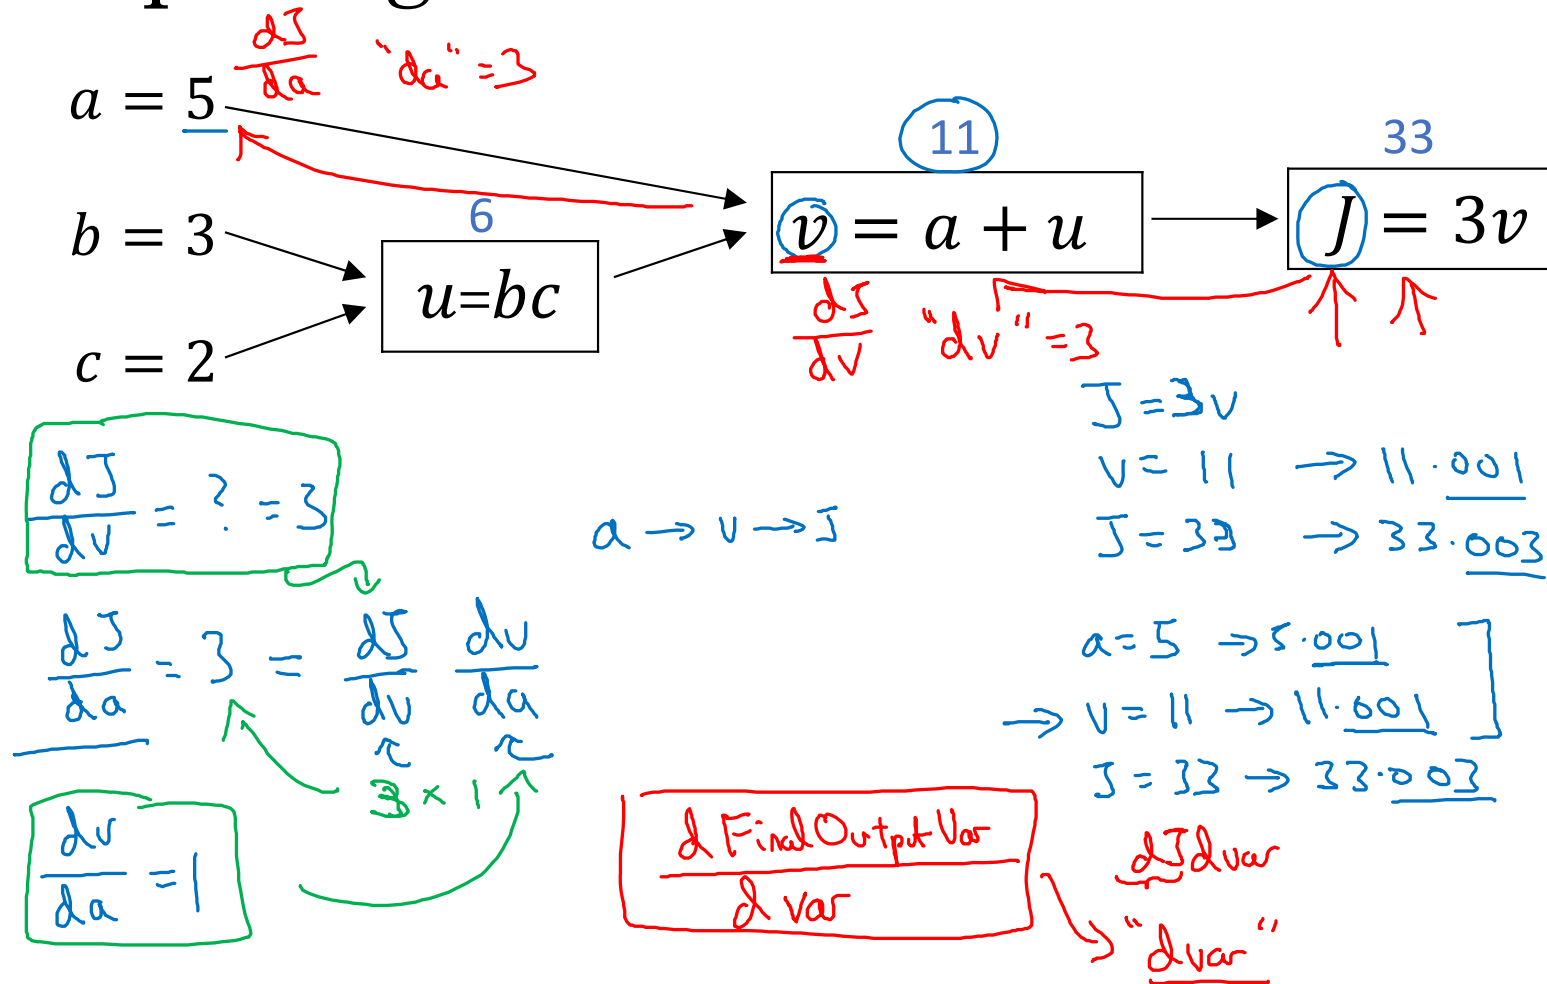 dJ/da "da" = 3
a = 5
11
33
b = 3
6
u=bc
v = a + u
J = 3v
c = 2
dJ/dv "dv" = 3
J = 3v
v = 11 → 11.001
J = 33 → 33.003
dJ/dv = ? = 3
a → v → J
dJ/da = 3 = dJ/dv dv/da
3 × 1
a = 5 → 5.001
→ v = 11 → 11.001
J = 33 → 33.003
dv/da = 1
d FinalOutputVar / d var
dJdvar
"dvar"